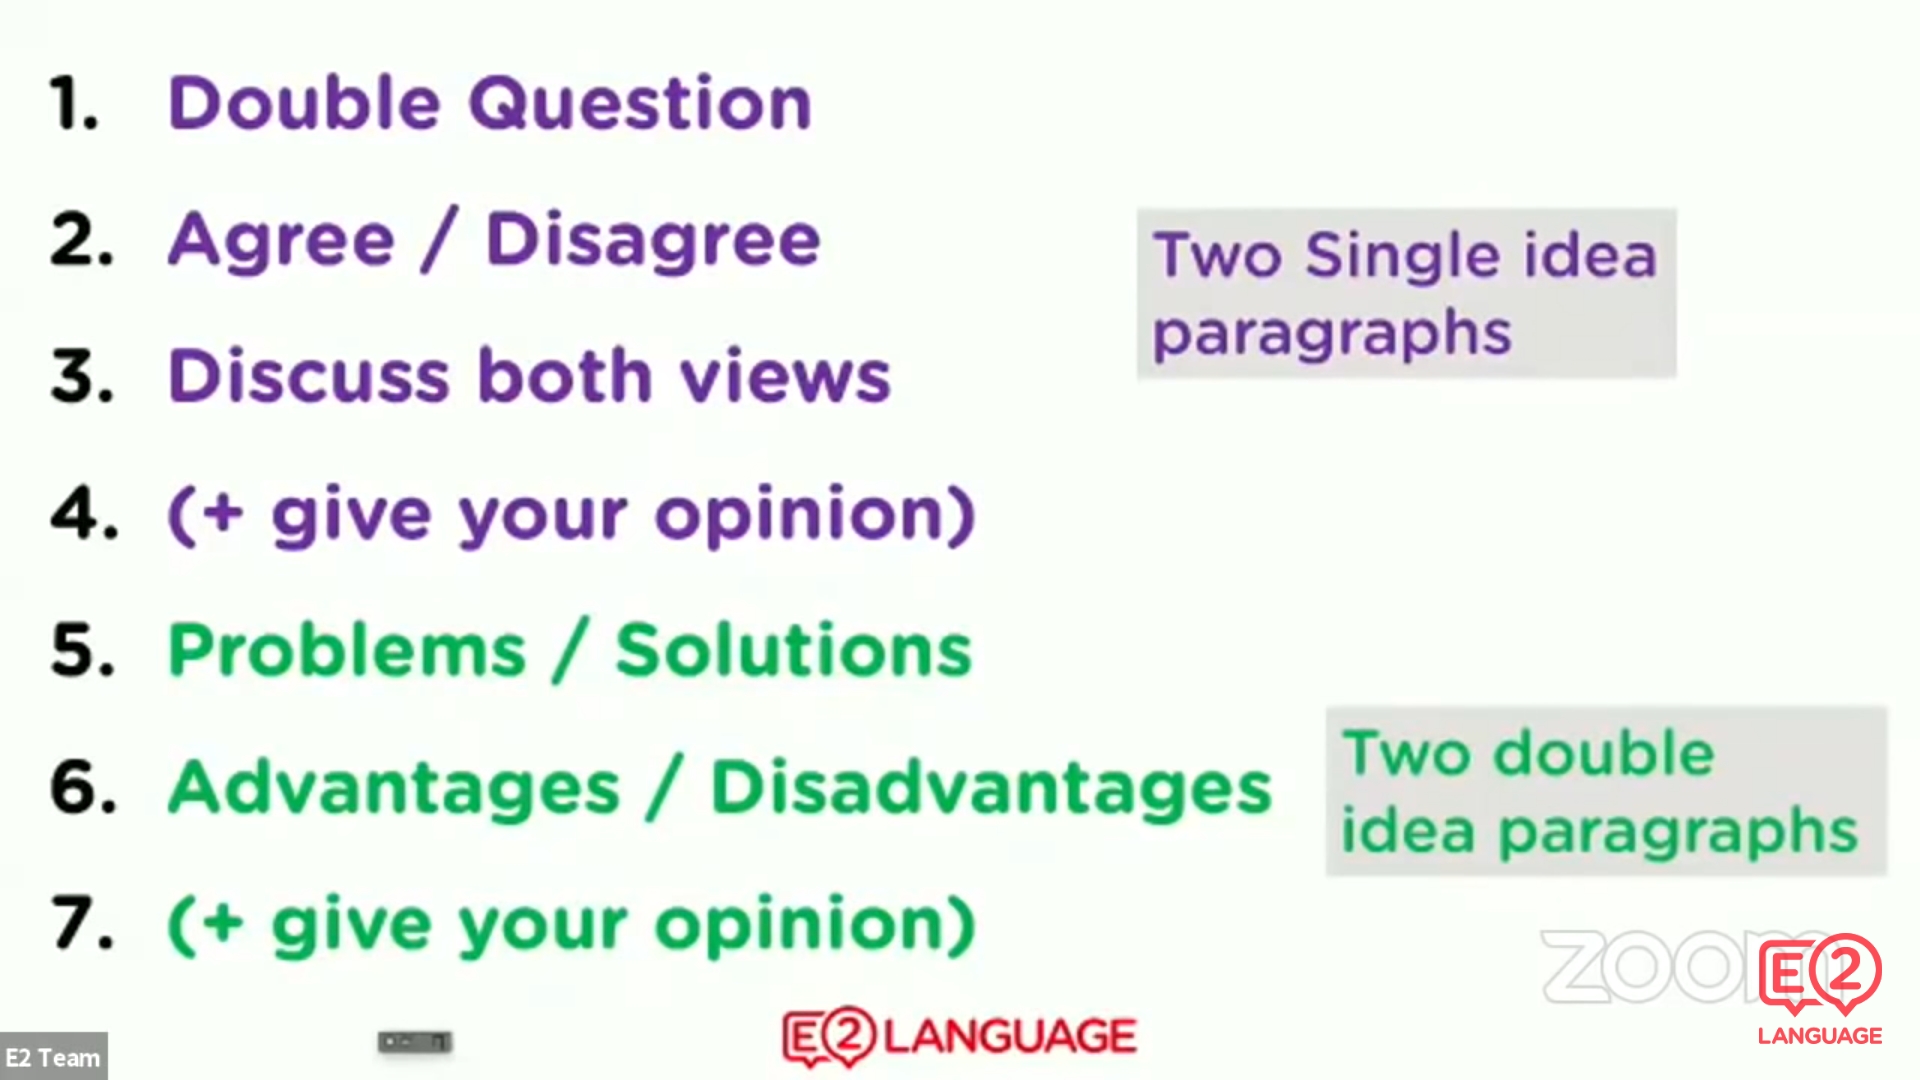 1. Double Question
2. Agree / Disagree
Two Single idea
paragraphs
3. Discuss both views
4. (+ give your opinion)
5. Problems / Solutions
6. Advantages / Disadvantages
Two double
idea paragraphs
7. (+ give your opinion)
zoom
E2
LANGUAGE
E2 LANGUAGE
E2 Team